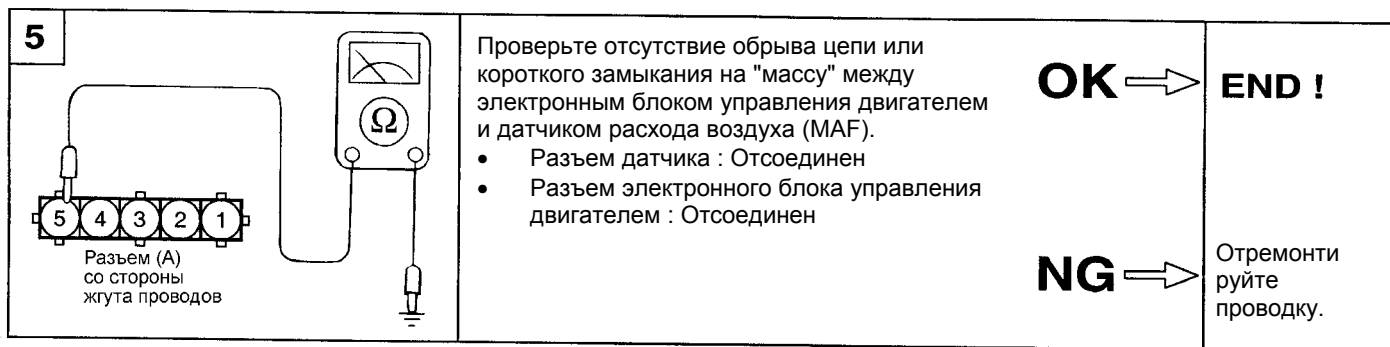 5
Ω
5 4 3 2 1
Разъем (A)
со стороны
жгута проводов
Проверьте отсутствие обрыва цепи или
короткого замыкания на "массу" между
электронным блоком управления двигателем
и датчиком расхода воздуха (MAF).
• Разъем датчика : Отсоединен
• Разъем электронного блока управления
двигателем : Отсоединен
OK
END !
NG
Отремонти
руйте
проводку.